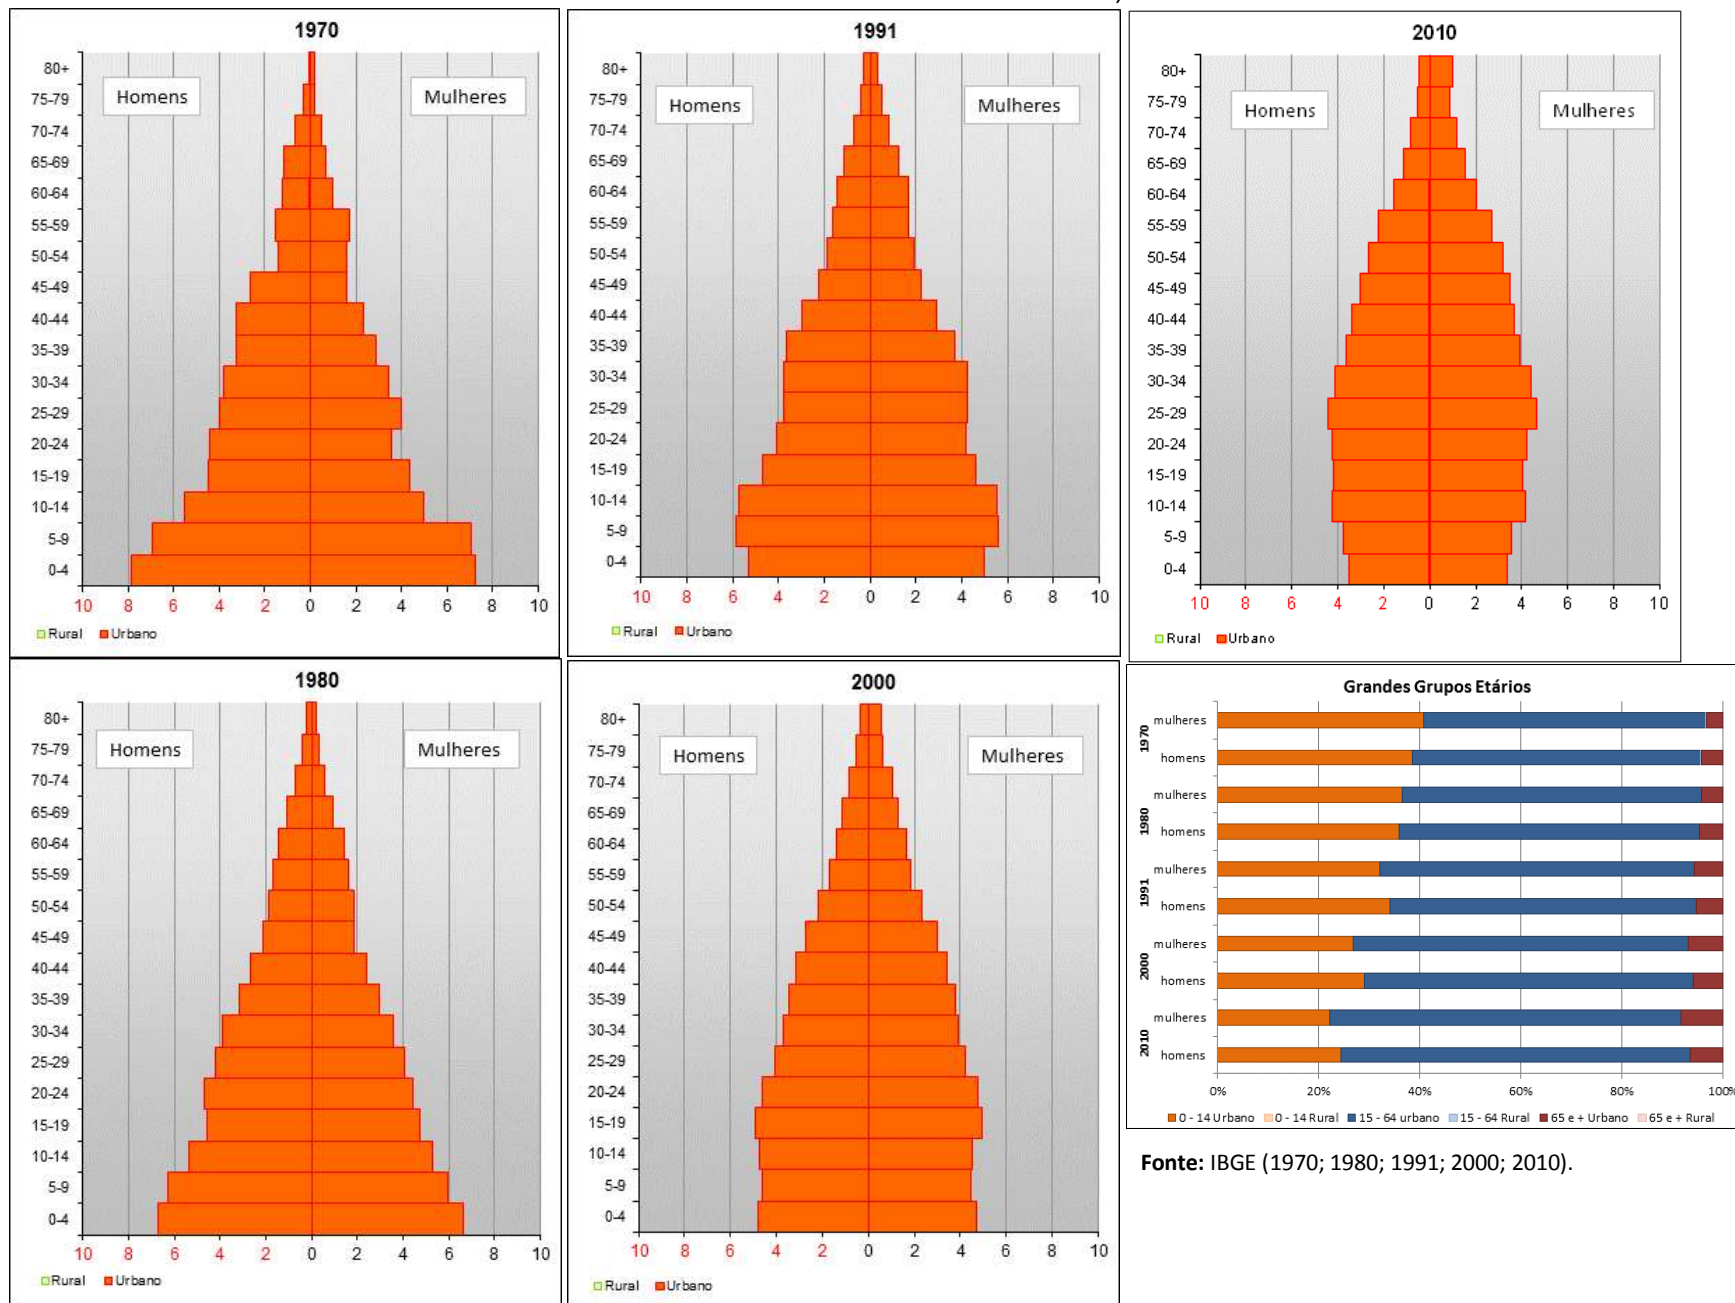 1970
Homens
Mulheres
80+
75-79
70-74
65-69
60-64
55-59
50-54
45-49
40-44
35-39
30-34
25-29
20-24
15-19
10-14
5-9
0-4
10 8 6 4 2 0 2 4 6 8 10
Rural Urbano
1991
Homens
Mulheres
80+
75-79
70-74
65-69
60-64
55-59
50-54
45-49
40-44
35-39
30-34
25-29
20-24
15-19
10-14
5-9
0-4
10 8 6 4 2 0 2 4 6 8 10
Rural Urbano
2010
Homens
Mulheres
80+
75-79
70-74
65-69
60-64
55-59
50-54
45-49
40-44
35-39
30-34
25-29
20-24
15-19
10-14
5-9
0-4
10 8 6 4 2 0 2 4 6 8 10
Rural Urbano
1980
Homens
Mulheres
80+
75-79
70-74
65-69
60-64
55-59
50-54
45-49
40-44
35-39
30-34
25-29
20-24
15-19
10-14
5-9
0-4
10 8 6 4 2 0 2 4 6 8 10
Rural Urbano
2000
Homens
Mulheres
80+
75-79
70-74
65-69
60-64
55-59
50-54
45-49
40-44
35-39
30-34
25-29
20-24
15-19
10-14
5-9
0-4
10 8 6 4 2 0 2 4 6 8 10
Rural Urbano
Grandes Grupos Etários
1970
mulheres
homens
1980
mulheres
homens
1991
mulheres
homens
2000
mulheres
homens
2010
mulheres
homens
0% 20% 40% 60% 80% 100%
0 - 14 Urbano 0 - 14 Rural 15 - 64 urbano 15 - 64 Rural 65 e + Urbano 65 e + Rural
Fonte: IBGE (1970; 1980; 1991; 2000; 2010).